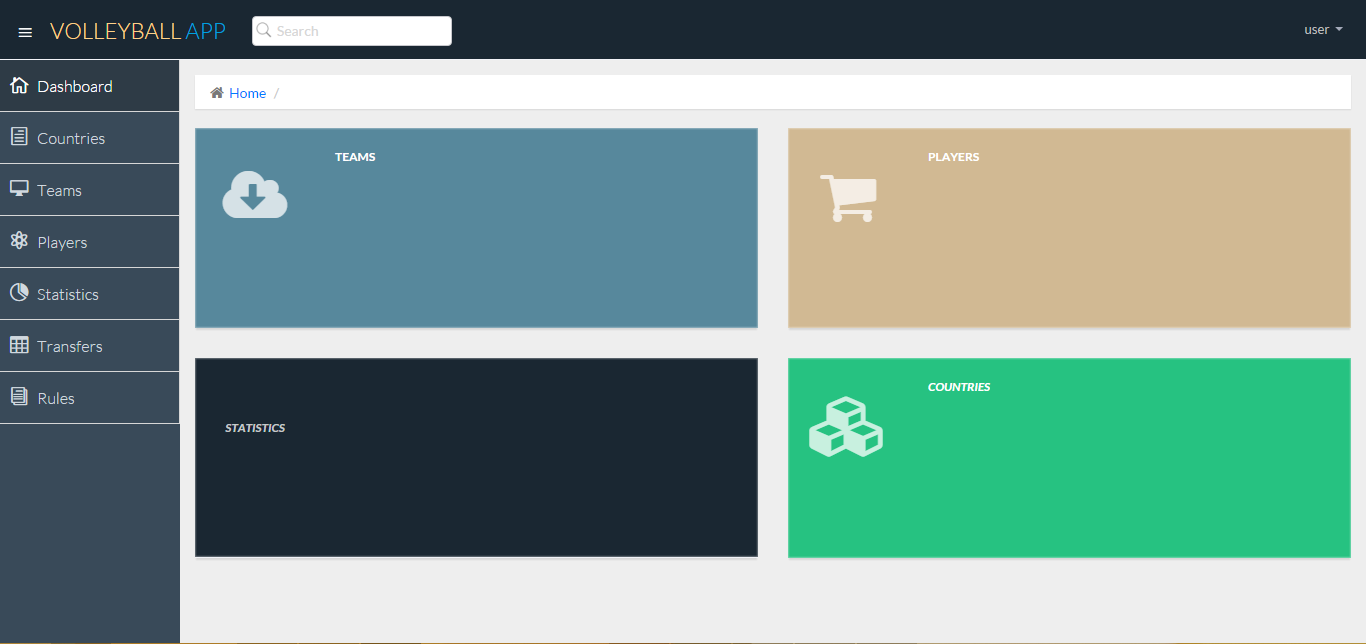 VOLLEYBALL APP
Search
user
Dashboard
Countries
Teams
Players
Statistics
Transfers
Rules
Home /
TEAMS
PLAYERS
STATISTICS
COUNTRIES